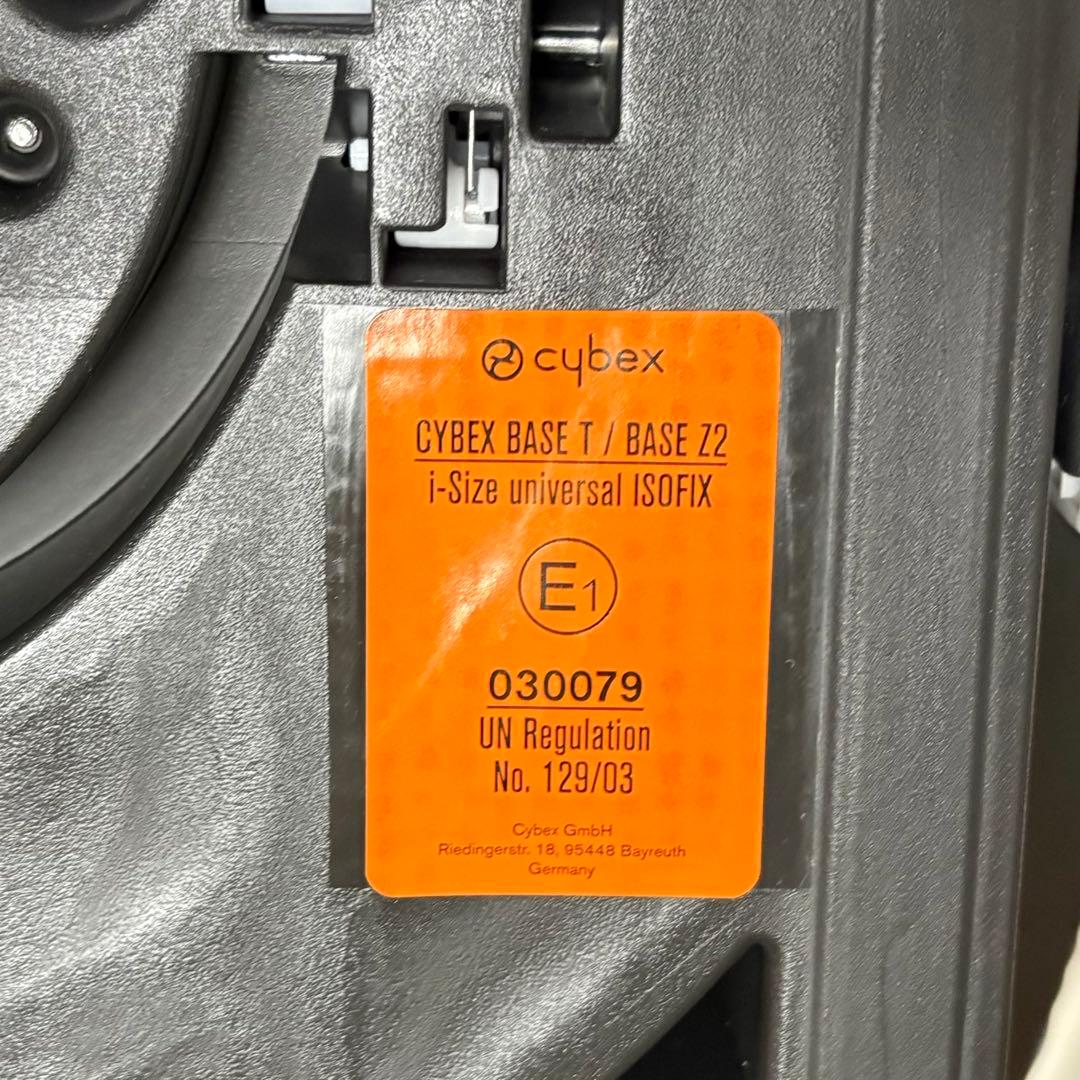 cybex
CYBEX BASE T / BASE Z2
i-Size universal ISOFIX
E1
030079
UN Regulation
No. 129/03
Cybex GmbH
Riedingerstr. 18, 95448 Bayreuth
Germany